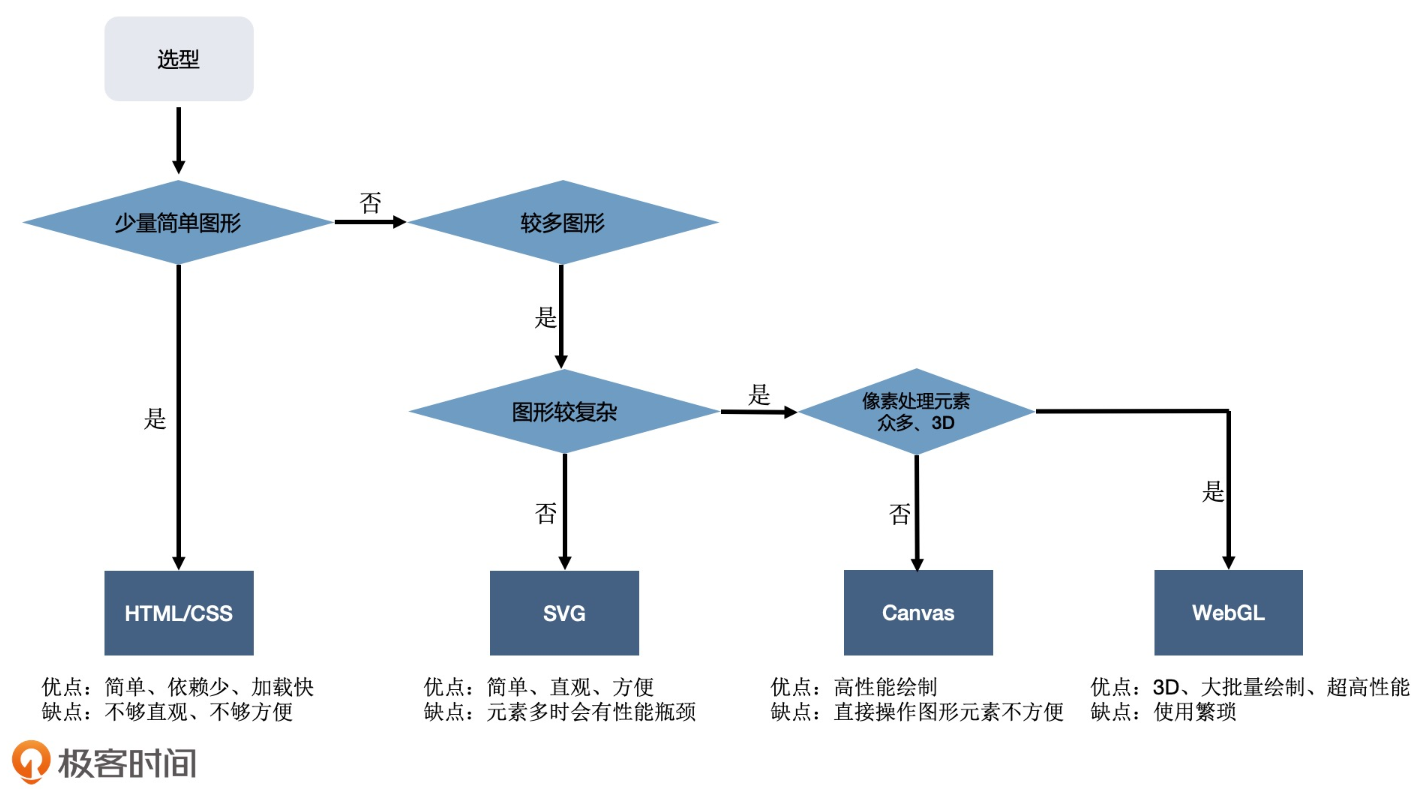 选型
少量简单图形
否
较多图形
是
是
图形较复杂
是
像素处理元素
众多、3D
否
否
是
HTML/CSS
SVG
Canvas
WebGL
优点：简单、依赖少、加载快
缺点：不够直观、不够方便
优点：简单、直观、方便
缺点：元素多时会有性能瓶颈
优点：高性能绘制
缺点：直接操作图形元素不方便
优点：3D、大批量绘制、超高性能
缺点：使用繁琐
极客时间